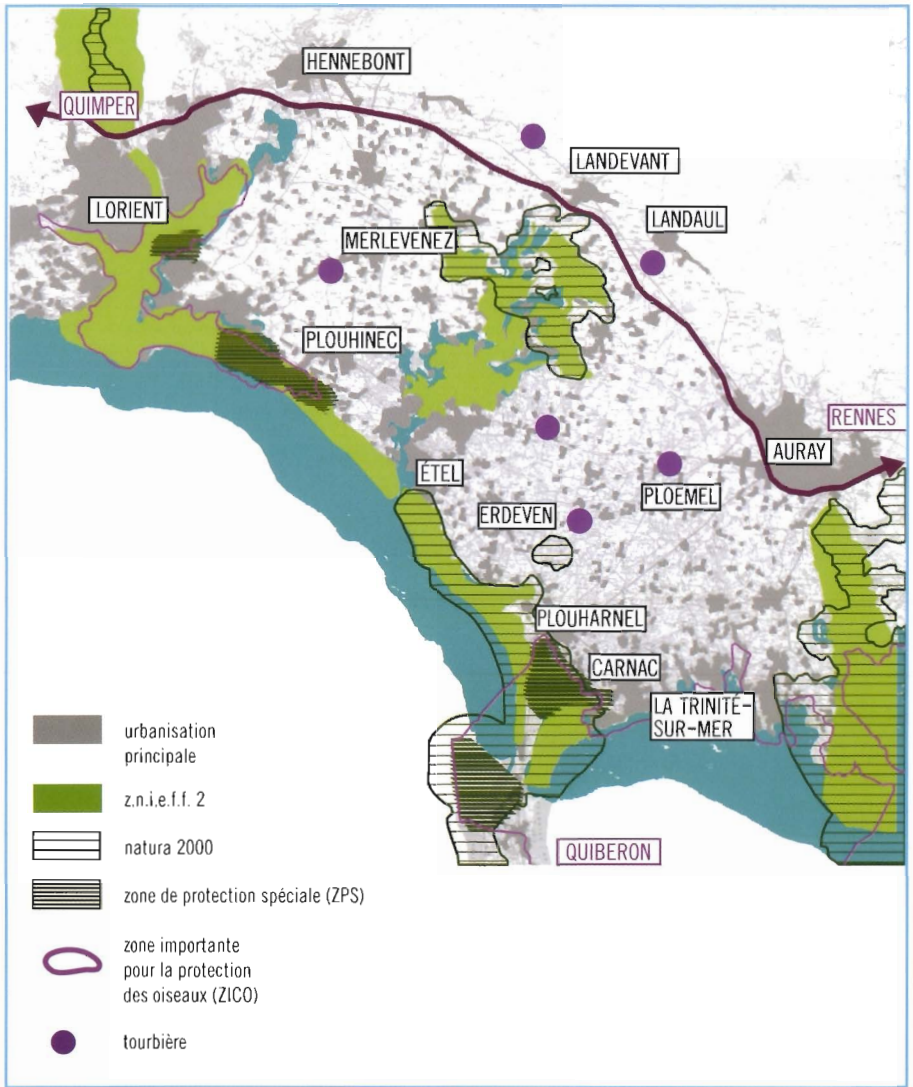 HENNEBONT
QUIMPER
LANDEVANT
LORIENT
LANDAUL
MERLEVENEZ
PLOUHINEC
RENNES
AURAY
ÉTEL
PLOEMEL
ERDEVEN
PLOUHARNEL
CARNAC
LA TRINITÉ-
SUR-MER
QUIBERON
urbanisation
principale
z.n.i.e.f.f. 2
natura 2000
zone de protection spéciale (ZPS)
zone importante
pour la protection
des oiseaux (ZICO)
tourbière